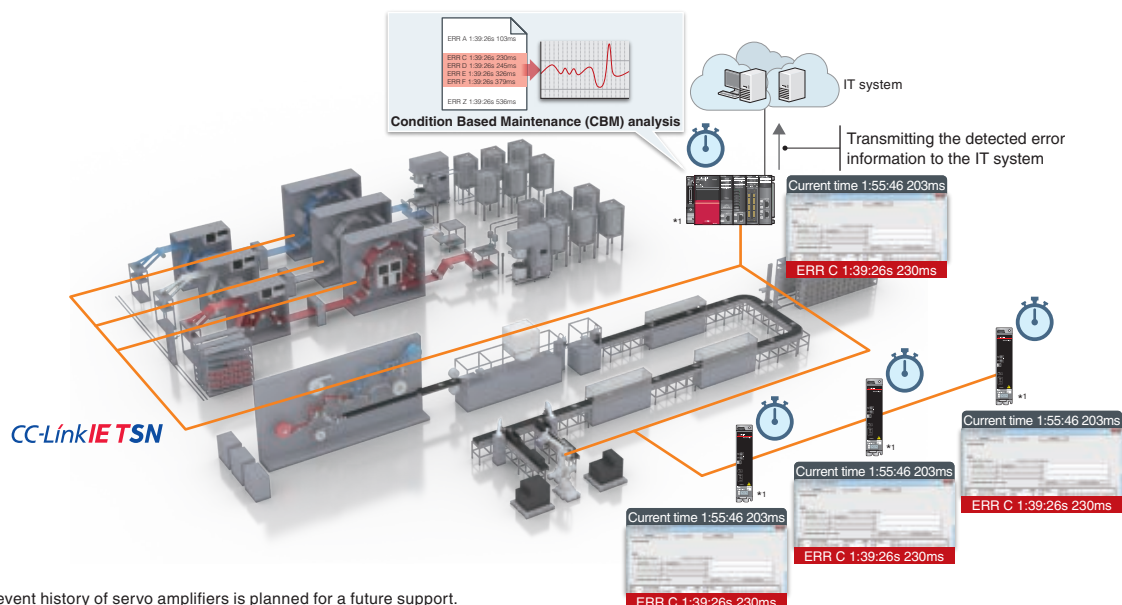 ERR A 1:39:26s 103ms
ERR C 1:39:26s 230ms
ERR D 1:39:26s 245ms
ERR E 1:39:26s 326ms
ERR F 1:39:26s 379ms
ERR Z 1:39:26s 536ms
Condition Based Maintenance (CBM) analysis
IT system
Transmitting the detected error
information to the IT system
*1
Current time 1:55:46 203ms
ERR C 1:39:26s 230ms
CC-Link IE TSN
*1
Current time 1:55:46 203ms
ERR C 1:39:26s 230ms
*1
Current time 1:55:46 203ms
ERR C 1:39:26s 230ms
*1
Current time 1:55:46 203ms
ERR C 1:39:26s 230ms
event history of servo amplifiers is planned for a future support.